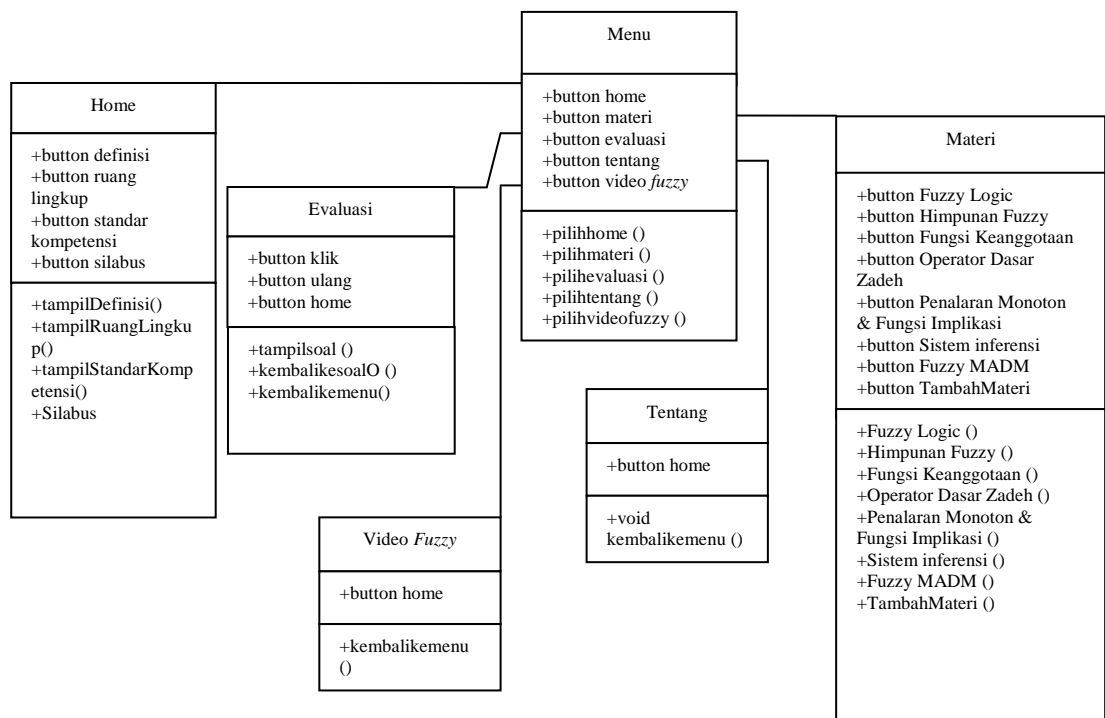 Menu
+button home
+button materi
+button evaluasi
+button tentang
+button video fuzzy
+pilihhome ()
+pilihmateri ()
+pilihevaluasi ()
+pilihtentang ()
+pilihvideofuzzy ()
Home
+button definisi
+button ruang
lingkup
+button standar
kompetensi
+button silabus
+tampilDefinisi()
+tampilRuangLingku
p()
+tampilStandarKomp
etensi()
+Silabus
Evaluasi
+button klik
+button ulang
+button home
+tampilsoal ()
+kembalikesoalO ()
+kembalikemenu()
Video Fuzzy
+button home
+kembalikemenu
()
Tentang
+button home
+void
kembalikemenu ()
Materi
+button Fuzzy Logic
+button Himpunan Fuzzy
+button Fungsi Keanggotaan
+button Operator Dasar
Zadeh
+button Penalaran Monoton
& Fungsi Implikasi
+button Sistem inferensi
+button Fuzzy MADM
+button TambahMateri
+Fuzzy Logic ()
+Himpunan Fuzzy ()
+Fungsi Keanggotaan ()
+Operator Dasar Zadeh ()
+Penalaran Monoton &
Fungsi Implikasi ()
+Sistem inferensi ()
+Fuzzy MADM ()
+TambahMateri ()